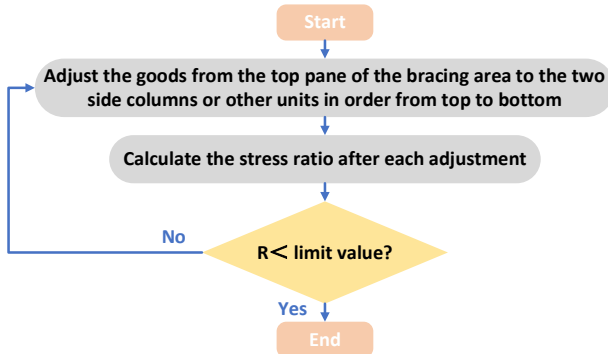 Start
Adjust the goods from the top pane of the bracing area to the two
side columns or other units in order from top to bottom
Calculate the stress ratio after each adjustment
No
R< limit value?
Yes
End